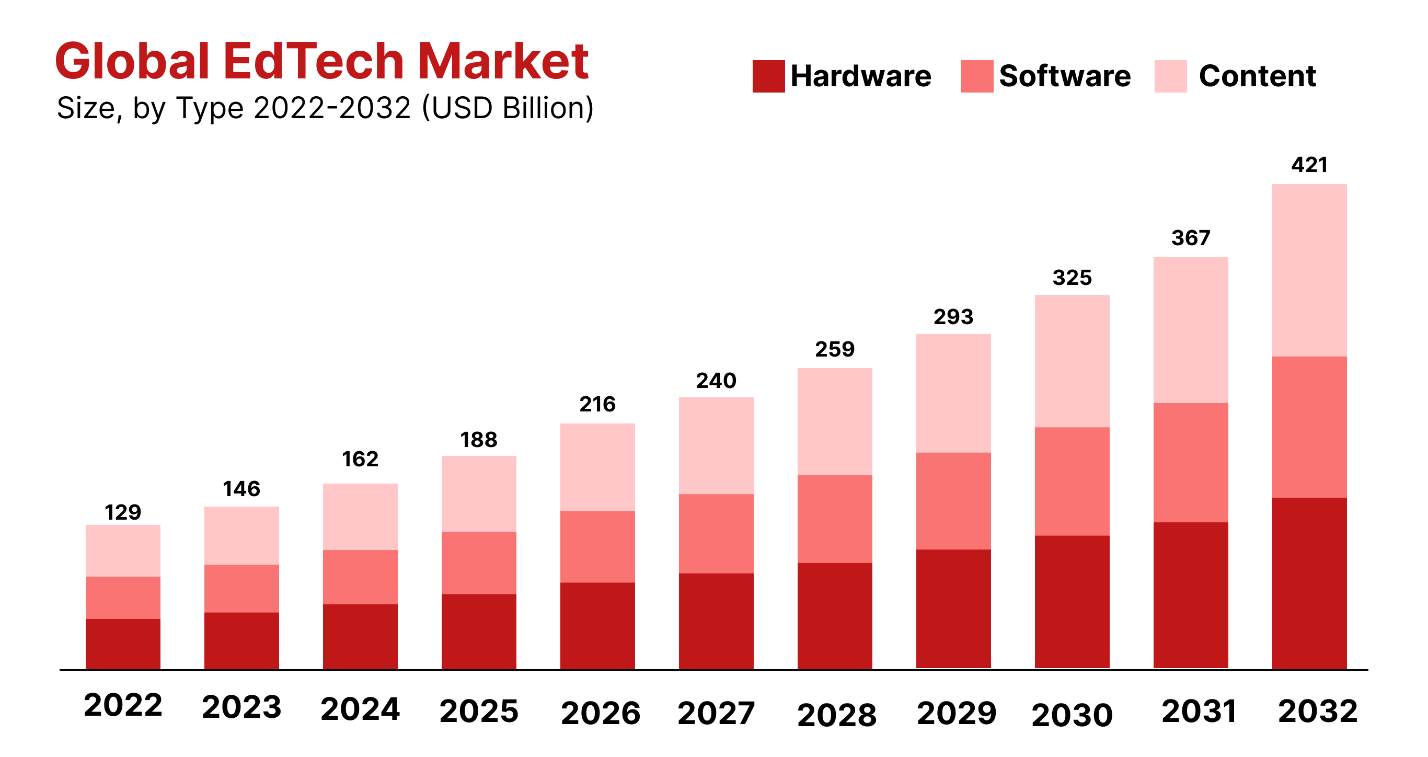 Global EdTech Market
Size, by Type 2022-2032 (USD Billion)
Hardware Software Content
421
367
325
293
259
240
216
188
162
146
129
2022 2023 2024 2025 2026 2027 2028 2029 2030 2031 2032